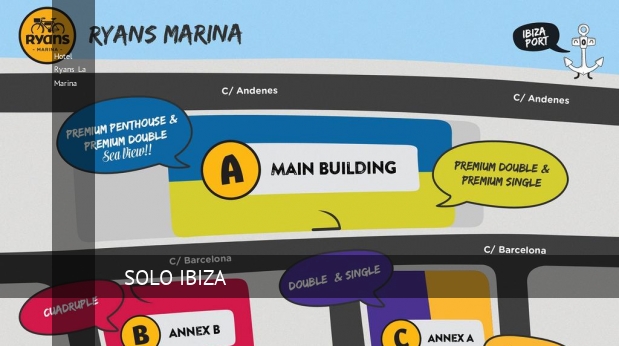 Ryans
MARINA
RYANS MARINA
IBIZA
PORT
Hotel
Ryans La
Marina
C/ Andenes
C/ Andenes
PREMIUM PENTHOUSE &
PREMIUM DOUBLE
Sea View!!
A
MAIN BUILDING
PREMIUM DOUBLE &
PREMIUM SINGLE
C/ Barcelona
C/ Barcelona
SOLO IBIZA
DOUBLE & SINGLE
CUADRUPLE
B
ANNEX B
C
ANNEX A